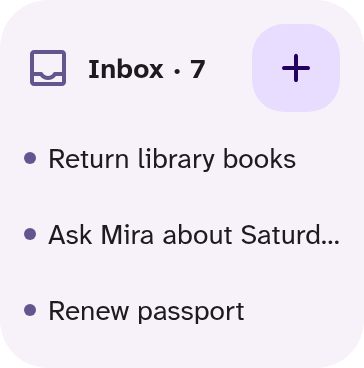 Inbox · 7
Return library books
Ask Mira about Saturd...
Renew passport